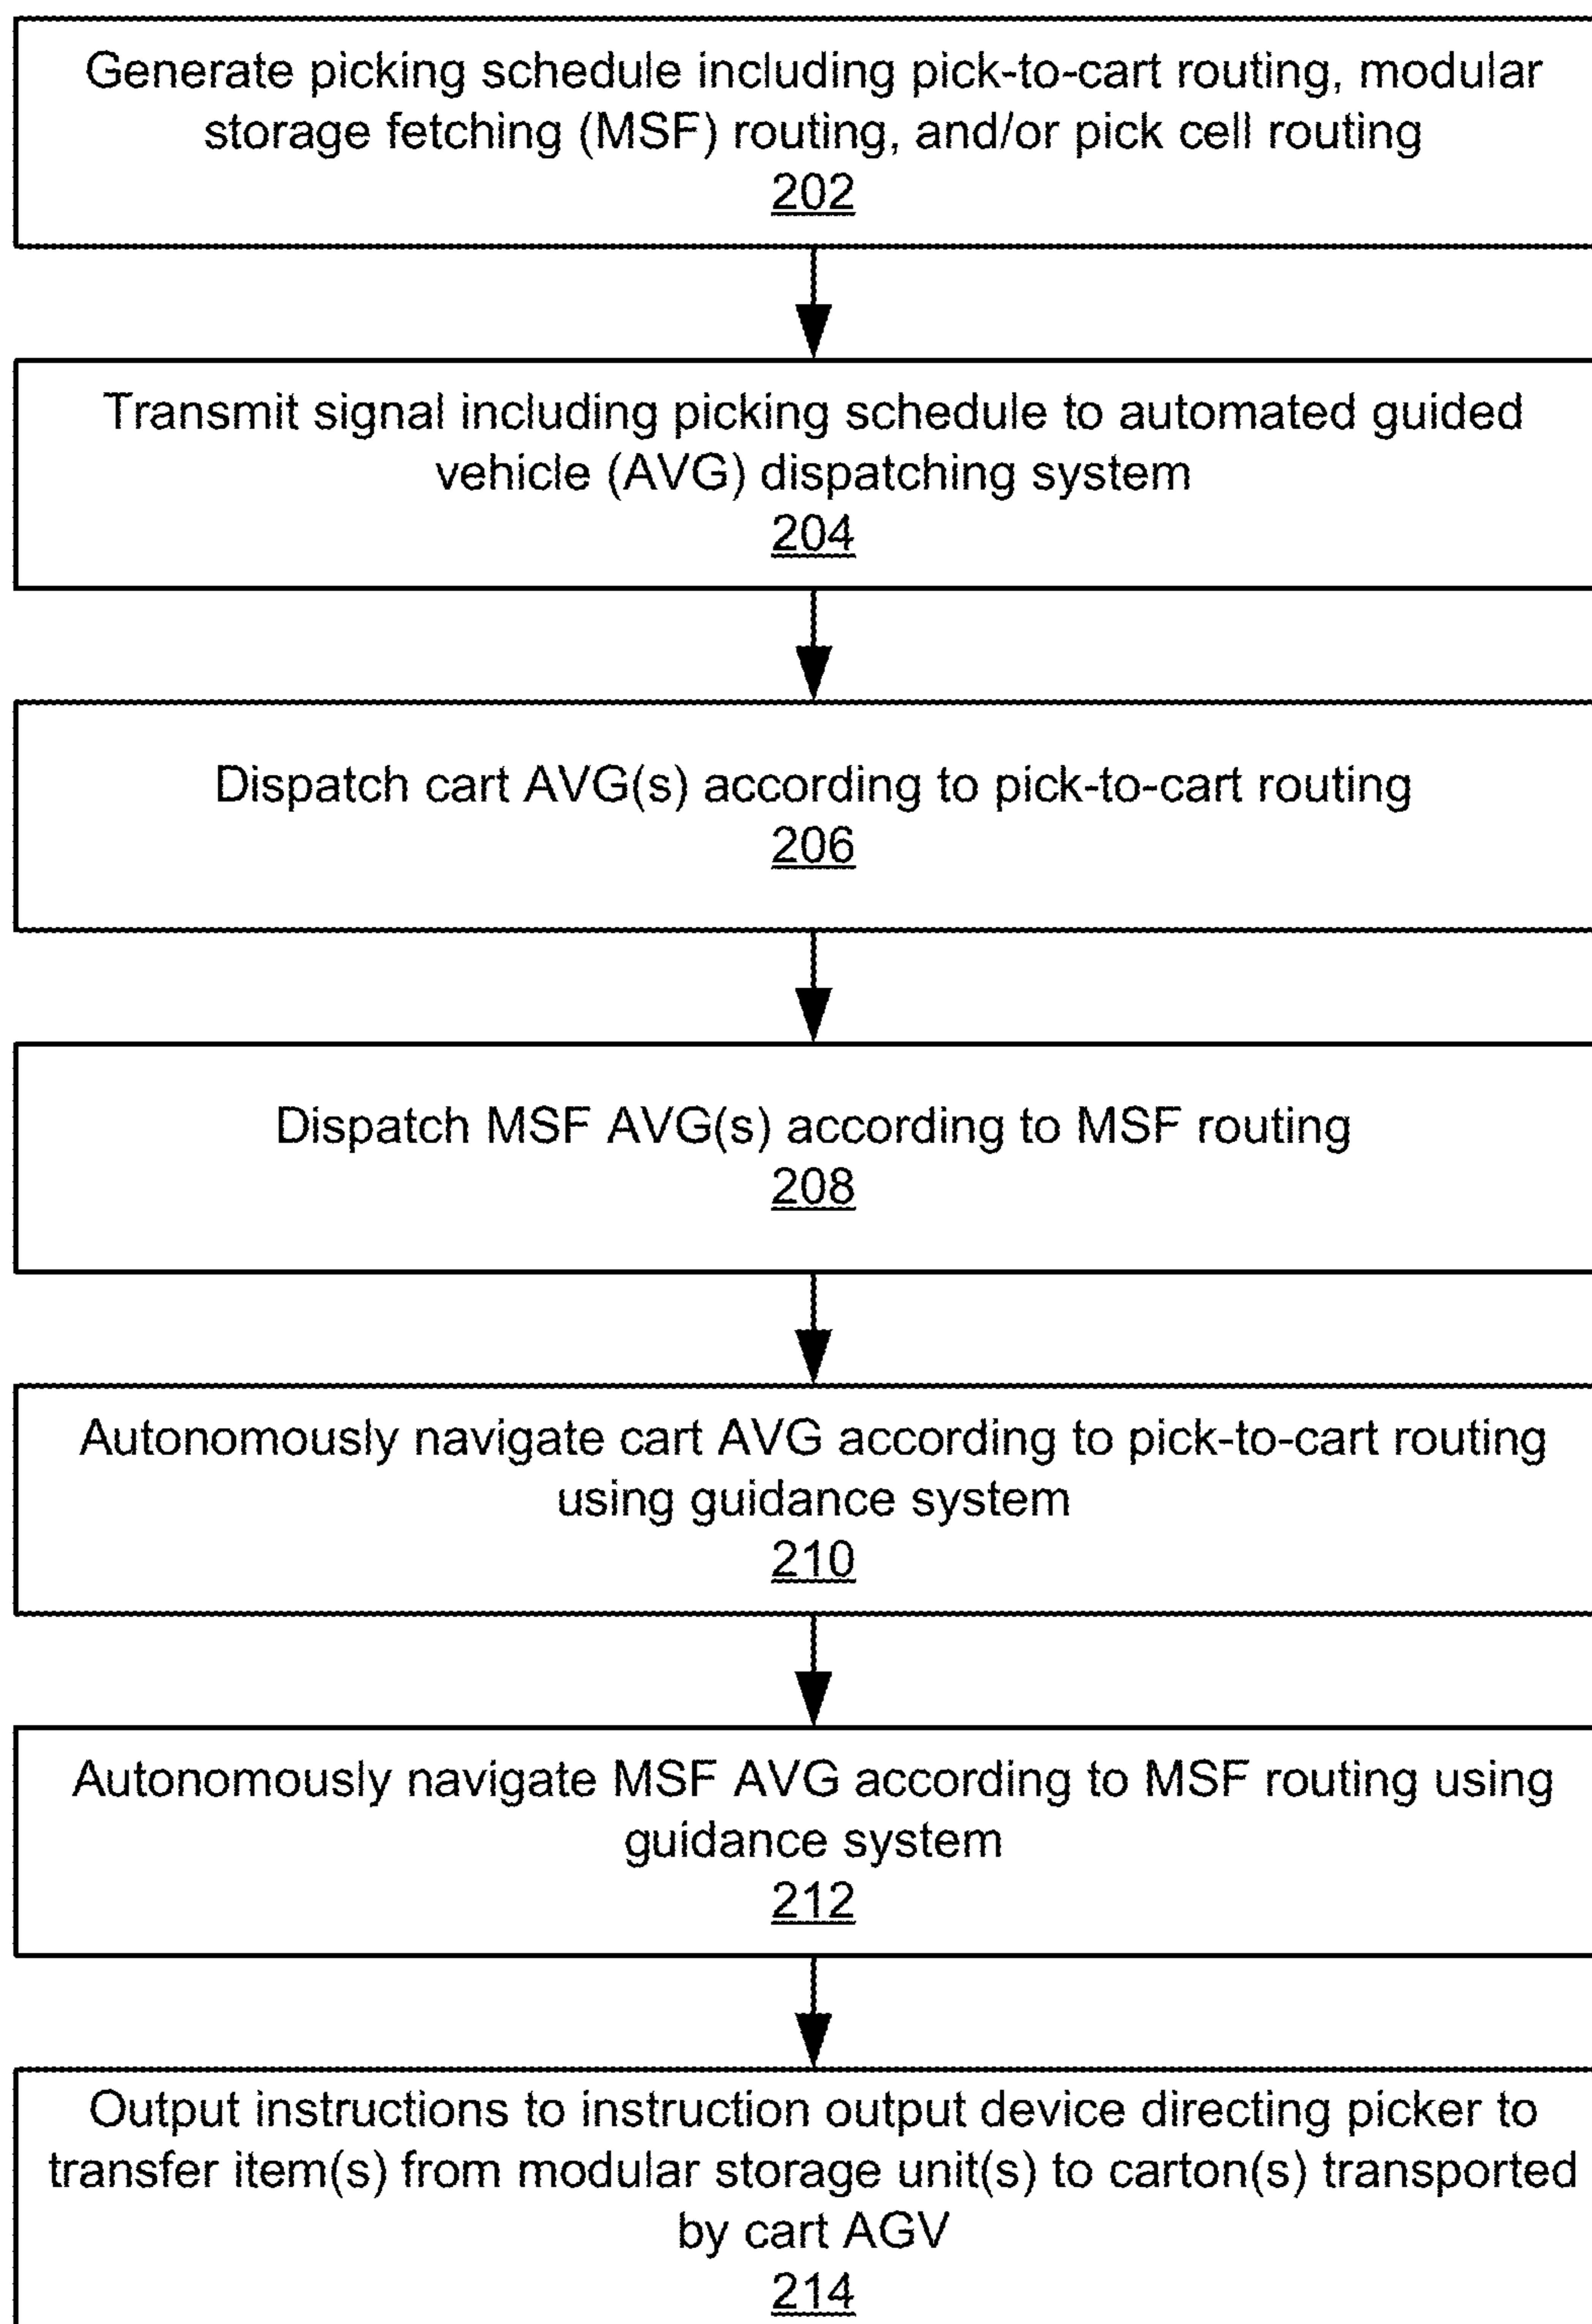 Generate picking schedule including pick-to-cart routing, modular
storage fetching (MSF) routing, and/or pick cell routing
202
Transmit signal including picking schedule to automated guided
vehicle (AVG) dispatching system
204
Dispatch cart AVG(s) according to pick-to-cart routing
206
Dispatch MSF AVG(s) according to MSF routing
208
Autonomously navigate cart AVG according to pick-to-cart routing
using guidance system
210
Autonomously navigate MSF AVG according to MSF routing using
guidance system
212
Output instructions to instruction output device directing picker to
transfer item(s) from modular storage unit(s) to carton(s) transported
by cart AGV
214